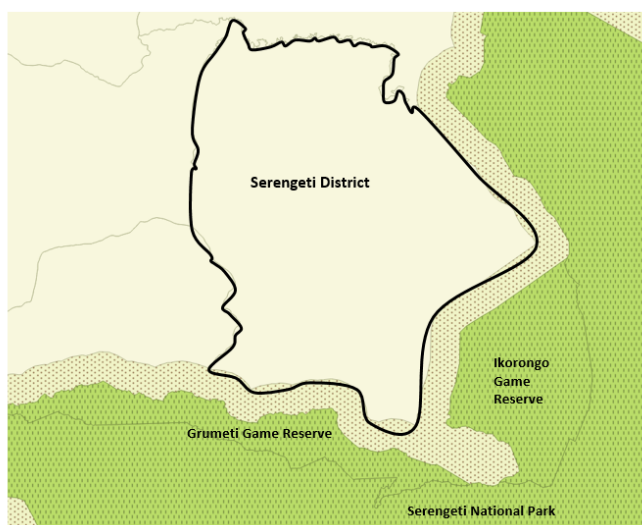 Serengeti District
Ikorongo
Game
Reserve
Grumeti Game Reserve
Serengeti National Park